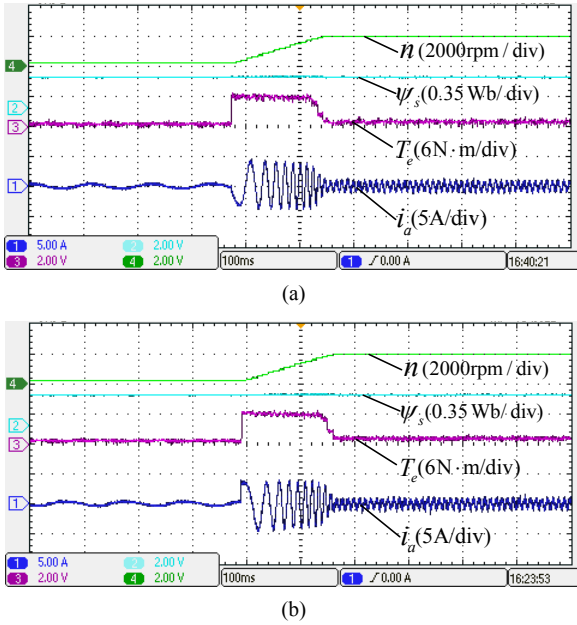 4
n (2000rpm / div)
2
ψs(0.35 Wb/div)
3
Te(6N·m/div)
1
ia(5A/div)
1 5.00 A 2 2.00 V
3 2.00 V 4 2.00 V
100ms
1 ƒ 0.00 A
16:40:21
(a)
4
n (2000rpm / div)
2
ψs(0.35 Wb/div)
3
Te(6N·m/div)
1
ia(5A/div)
1 5.00 A 2 2.00 V
3 2.00 V 4 2.00 V
100ms
1 ƒ 0.00 A
16:23:53
(b)